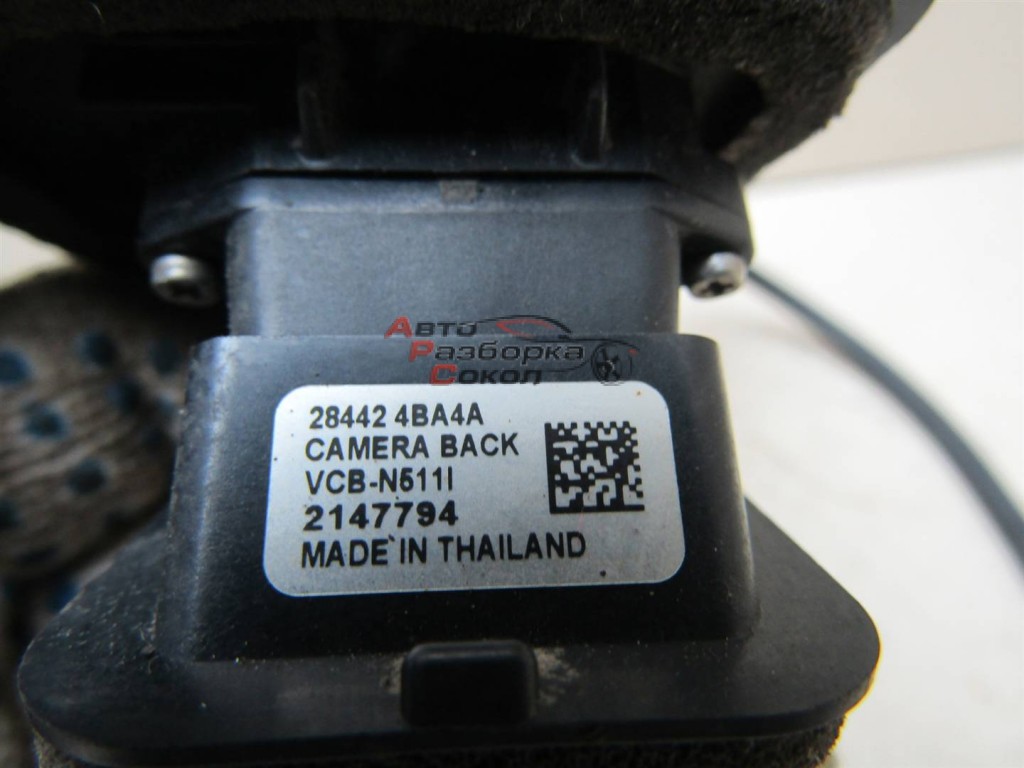 Авто
Разборка
Сокол
28442 4BA4A
CAMERA BACK
VCB-N511I
2147794
MADE IN THAILAND